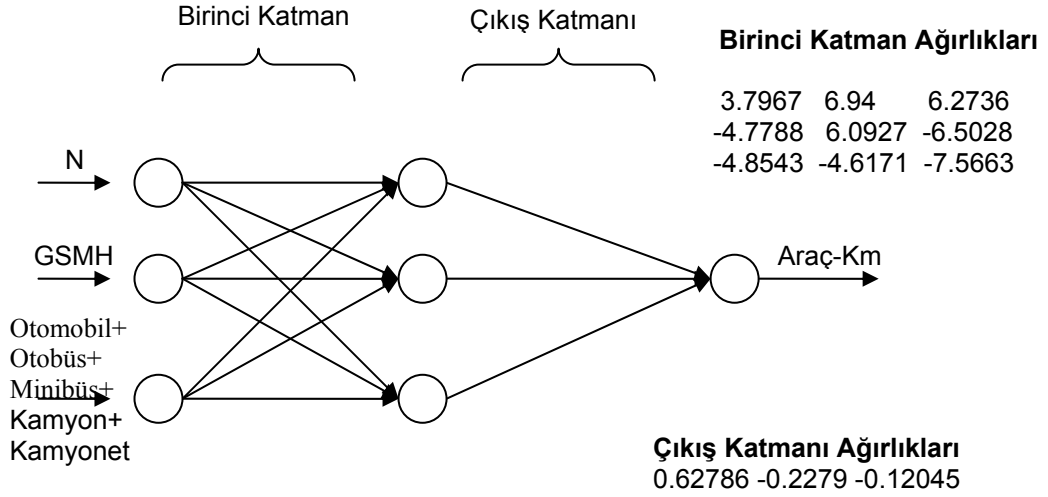 Birinci Katman
Çıkış Katmanı
Birinci Katman Ağırlıkları
3.7967 6.94 6.2736
-4.7788 6.0927 -6.5028
-4.8543 -4.6171 -7.5663
N
GSMH
Otomobil+
Otobüs+
Minibüs+
Kamyon+
Kamyonet
Araç-Km
Çıkış Katmanı Ağırlıkları
0.62786 -0.2279 -0.12045